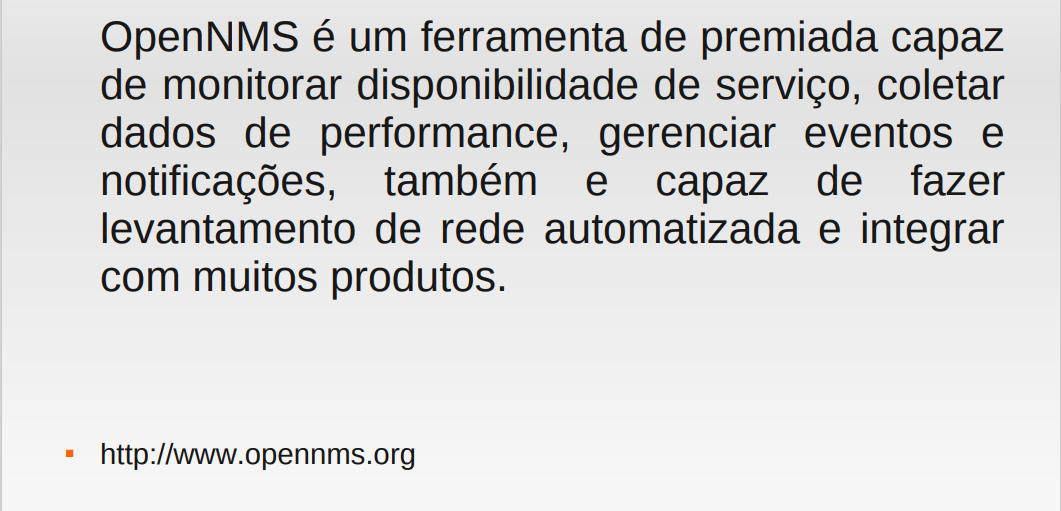 OpenNMS é um ferramenta de premiada capaz
de monitorar disponibilidade de serviço, coletar
dados de performance, gerenciar eventos e
notificações, também e capaz de fazer
levantamento de rede automatizada e integrar
com muitos produtos.
http://www.opennms.org